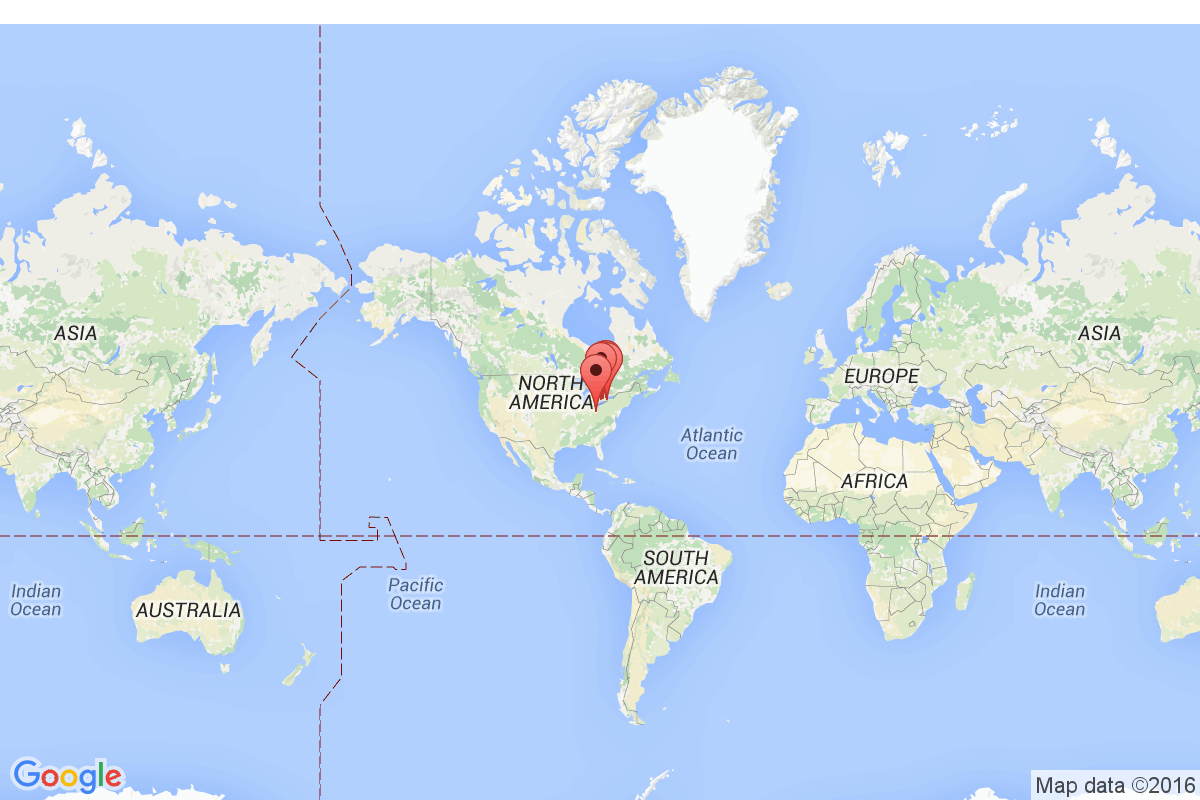 ASIA
ASIA
NORTH
AMERICA
EUROPE
Atlantic
Ocean
AFRICA
SOUTH
AMERICA
Indian
Ocean
AUSTRALIA
Pacific
Ocean
Indian
Ocean
Google
Map data ©2016